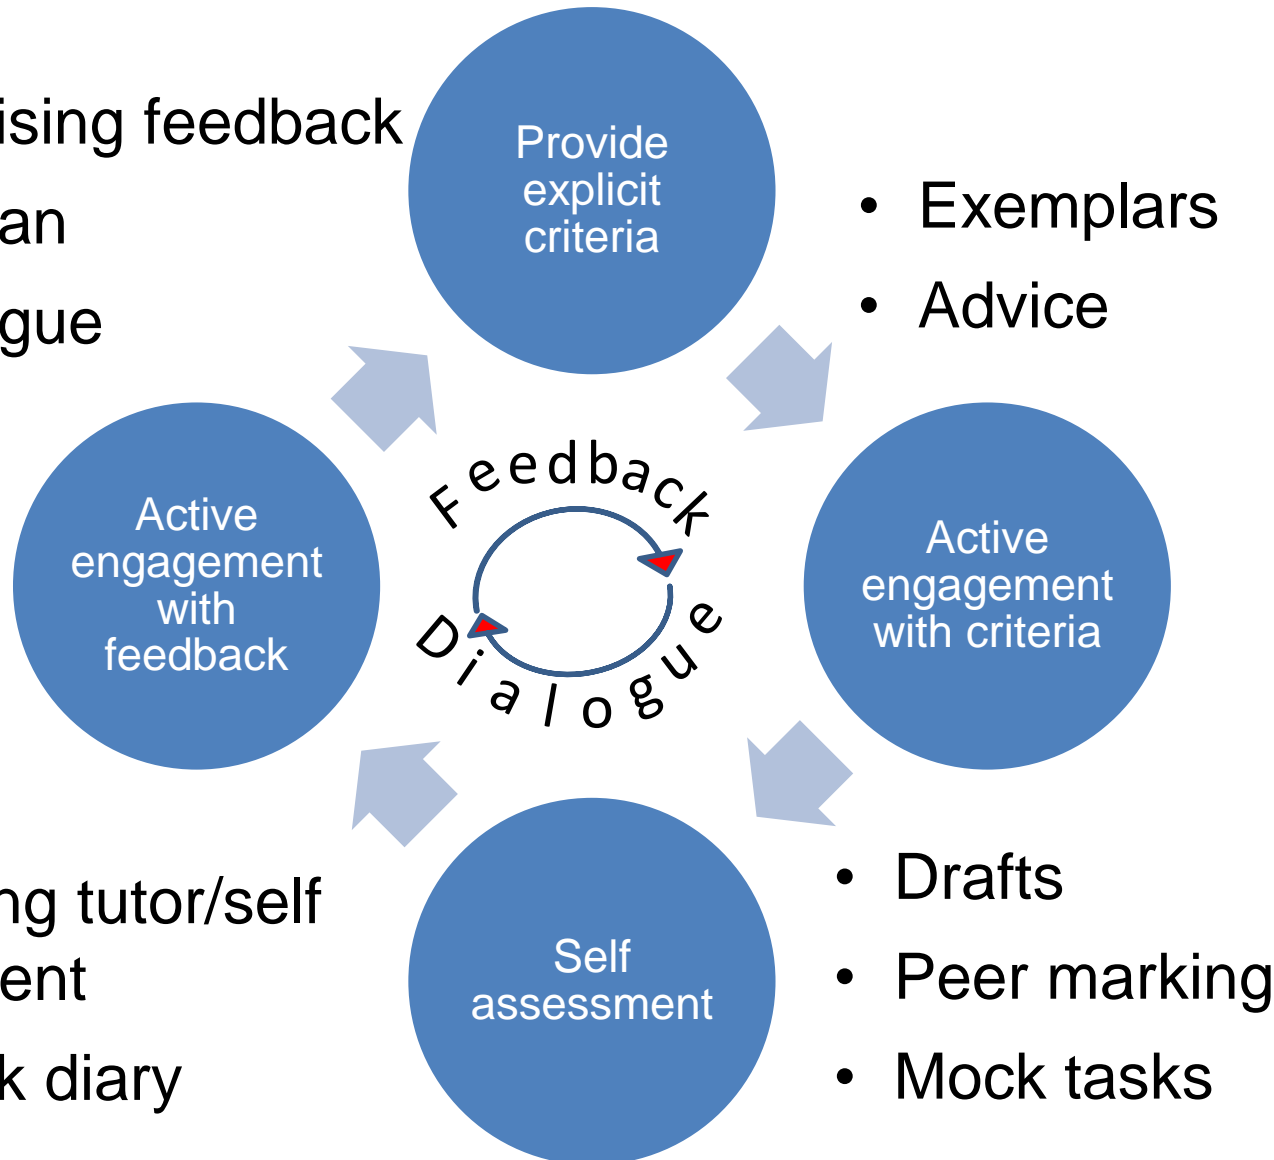 ising feedback
an
gue
Provide
explicit
criteria
• Exemplars
• Advice
Active
engagement
with
feedback
Feedback
Dialogue
Active
engagement
with criteria
ng tutor/self
ent
k diary
Self
assessment
• Drafts
• Peer marking
• Mock tasks